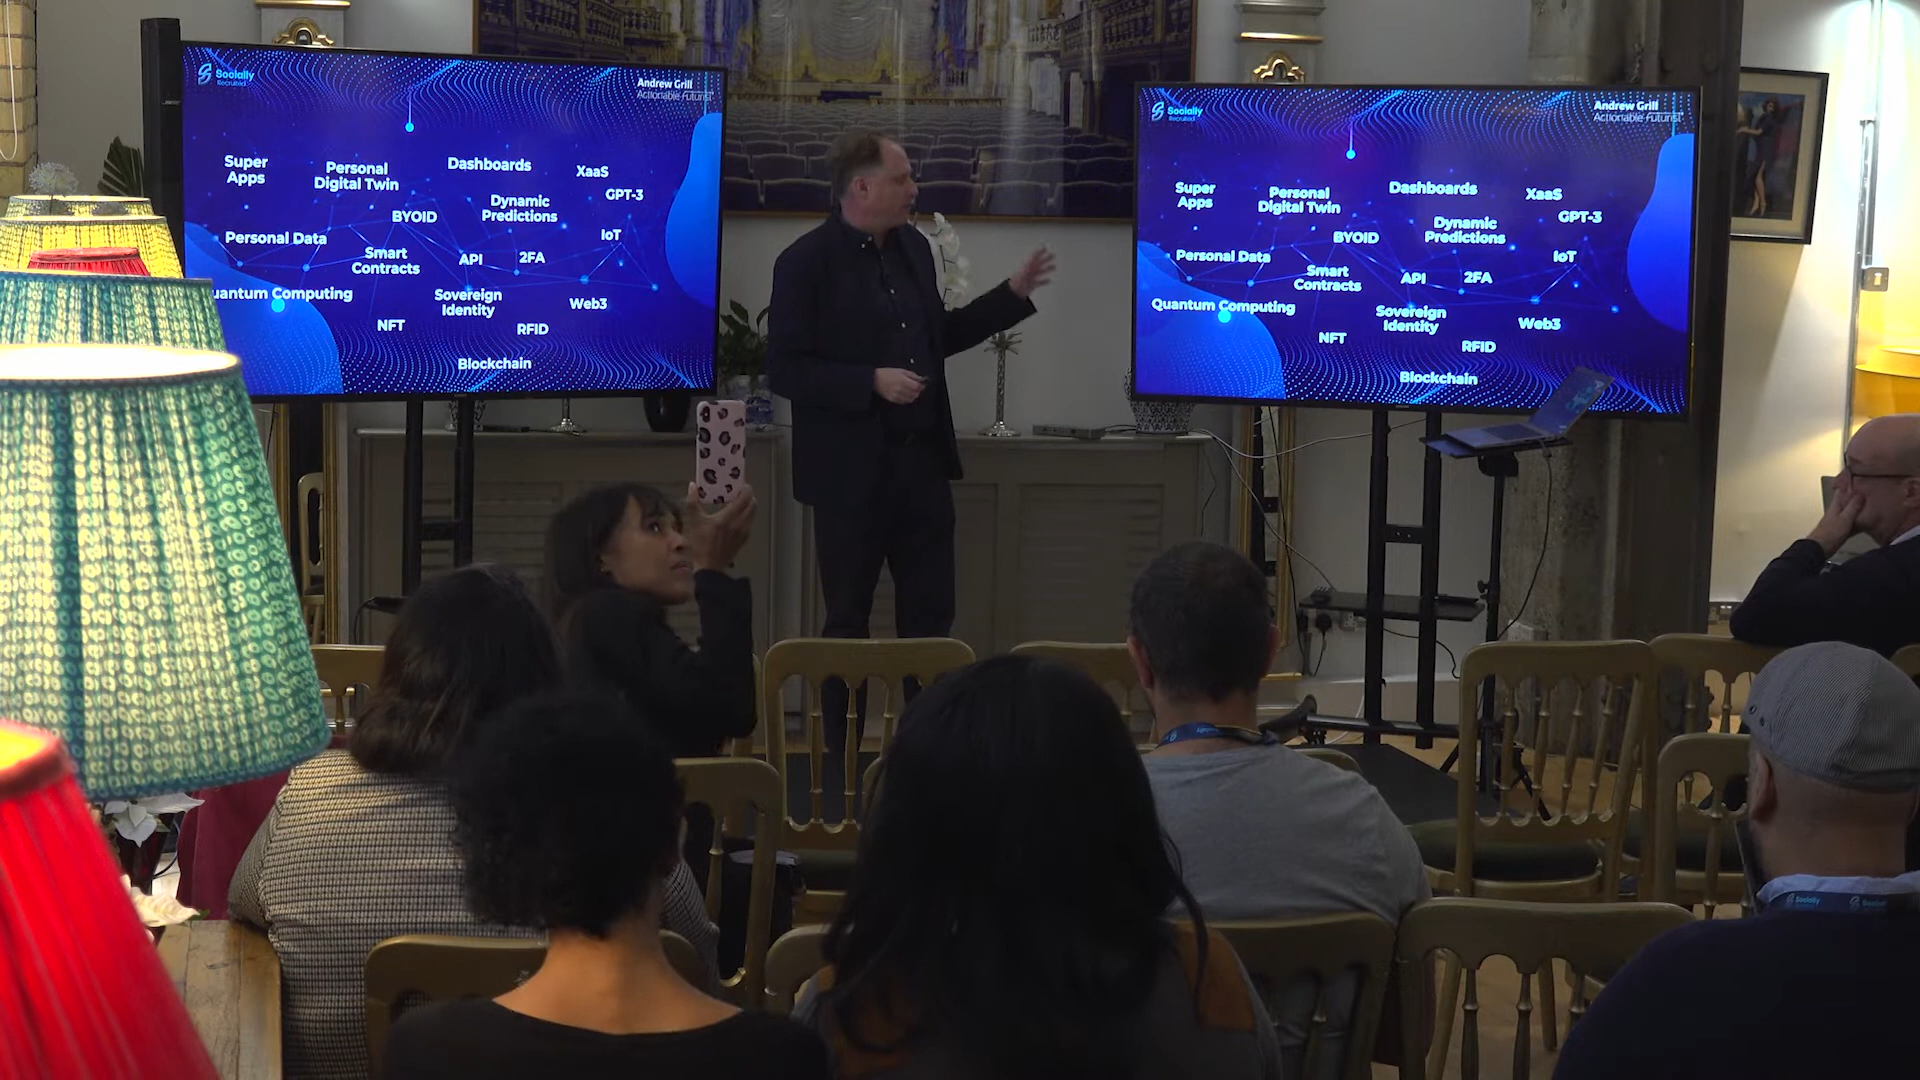 Socially
Recruited
Andrew Grill
Actionable Futurist
Super
Apps
Personal
Digital Twin
Dashboards
XaaS
GPT-3
BYOID
Dynamic
Predictions
Personal Data
IoT
Smart
Contracts
API
2FA
uantum Computing
Sovereign
Identity
Web3
NFT
RFID
Blockchain
Socially
Recruited
Andrew Grill
Actionable Futurist
Super
Apps
Personal
Digital Twin
Dashboards
XaaS
GPT-3
BYOID
Dynamic
Predictions
Personal Data
IoT
Smart
Contracts
API
2FA
Quantum Computing
Sovereign
Identity
Web3
NFT
RFID
Blockchain
Socially